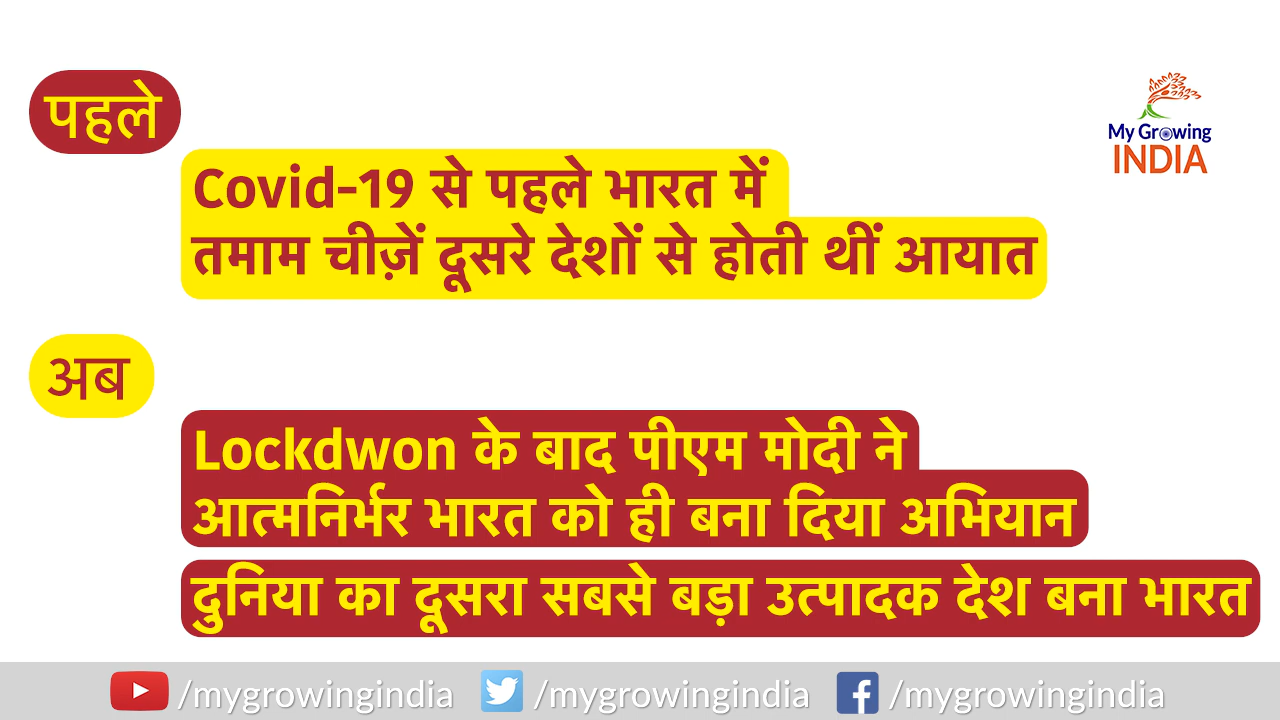 पहले
Covid-19 से पहले भारत में
तमाम चीज़ें दूसरे देशों से होती थीं आयात
My Growing
INDIA
अब
Lockdwon के बाद पीएम मोदी ने
आत्मनिर्भर भारत को ही बना दिया अभियान
दुनिया का दूसरा सबसे बड़ा उत्पादक देश बना भारत
/mygrowingindia /mygrowingindia /mygrowingindia